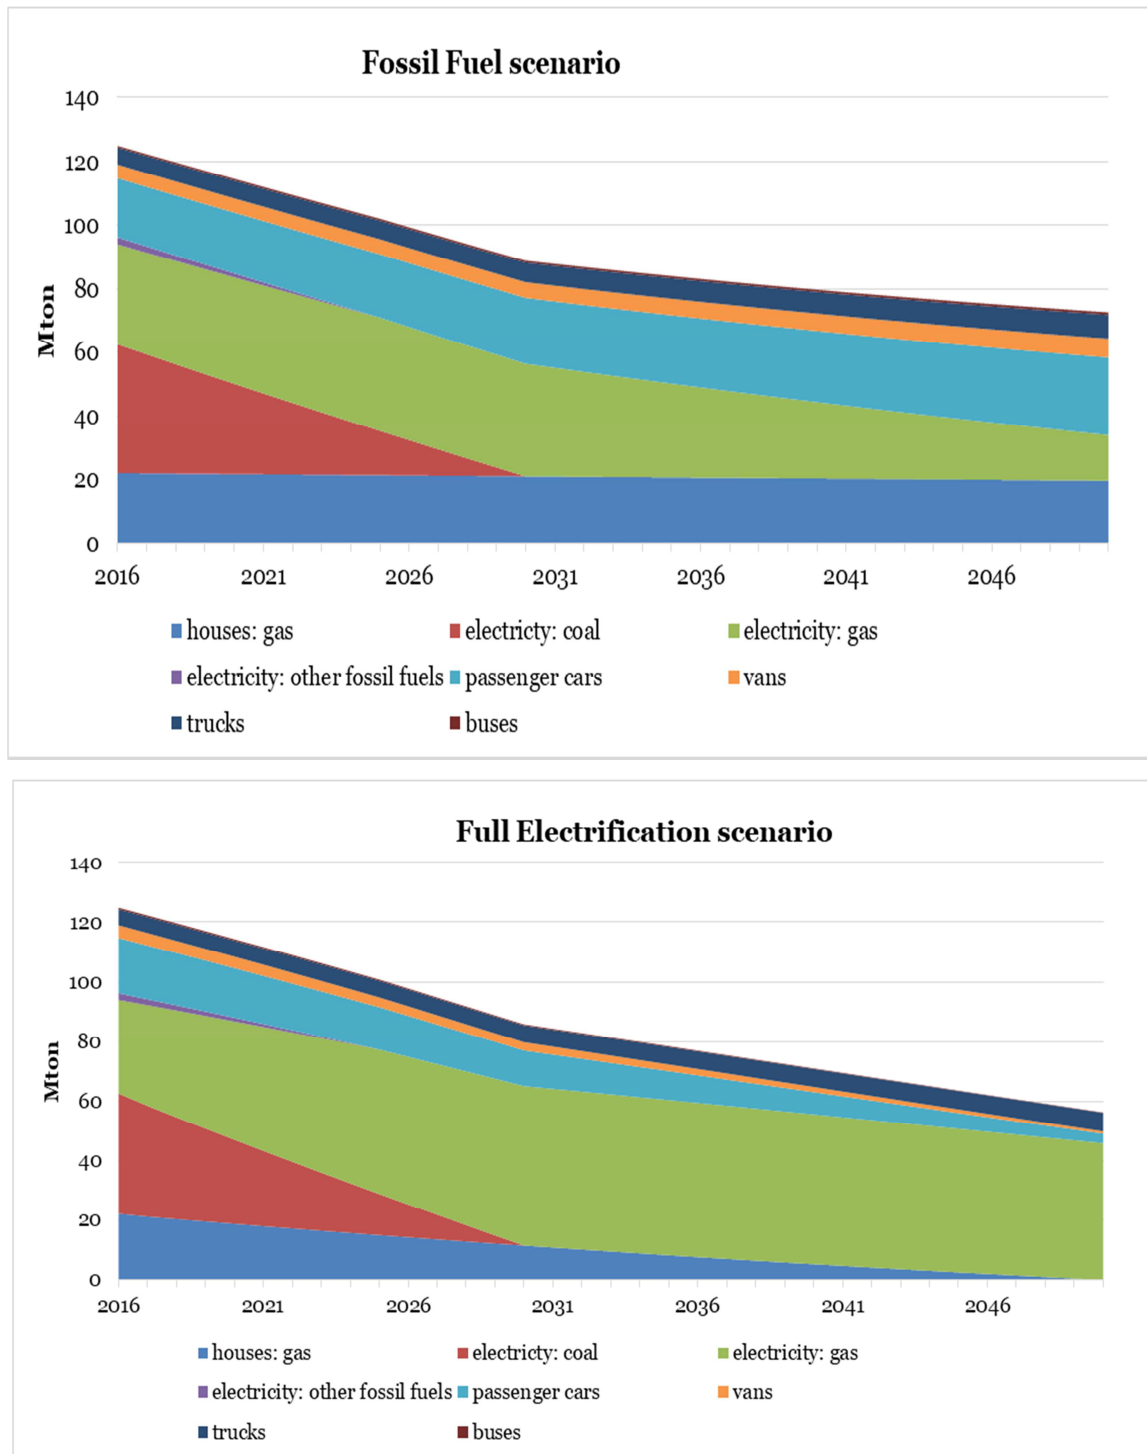 Fossil Fuel scenario
140
120
100
80
60
40
20
0
Mton
2016 2021 2026 2031 2036 2041 2046
houses: gas electricty: coal electricity: gas
electricity: other fossil fuels passenger cars vans
trucks buses
Full Electrification scenario
140
120
100
80
60
40
20
0
Mton
2016 2021 2026 2031 2036 2041 2046
houses: gas electricty: coal electricity: gas
electricity: other fossil fuels passenger cars vans
trucks buses